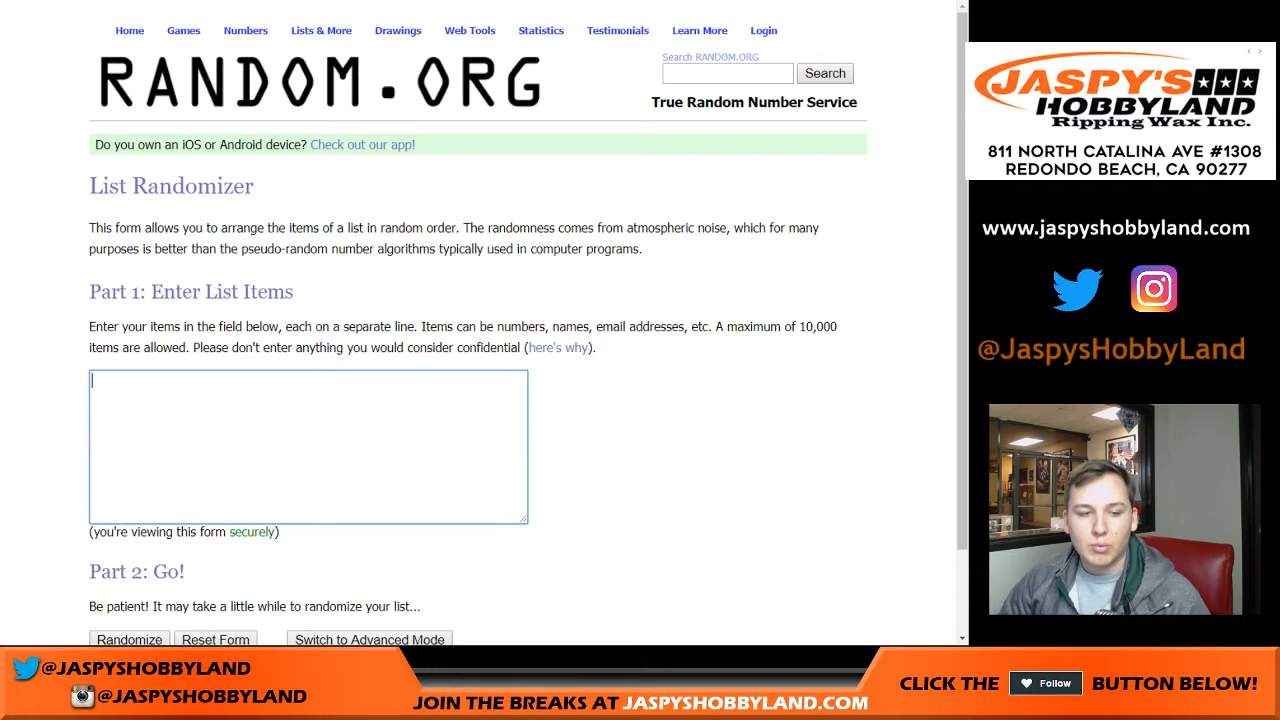 Home Games Numbers Lists & More Drawings Web Tools Statistics Testimonials Learn More Login
RANDOM.ORG
Search RANDOM.ORG
Search
True Random Number Service
Do you own an iOS or Android device? Check out our app!
List Randomizer
This form allows you to arrange the items of a list in random order. The randomness comes from atmospheric noise, which for many
purposes is better than the pseudo-random number algorithms typically used in computer programs.
Part 1: Enter List Items
Enter your items in the field below, each on a separate line. Items can be numbers, names, email addresses, etc. A maximum of 10,000
items are allowed. Please don't enter anything you would consider confidential (here's why).
(you're viewing this form securely)
Part 2: Go!
Be patient! It may take a little while to randomize your list...
Randomize Reset Form Switch to Advanced Mode
JASPY'S
HOBBYLAND
Ripping Wax Inc.
811 NORTH CATALINA AVE #1308
REDONDO BEACH, CA 90277
www.jaspyshobbyland.com
@JaspysHobbyLand
@JASPYSHOBBYLAND
@JASPYSHOBBYLAND
JOIN THE BREAKS AT JASPYSHOBBYLAND.COM
CLICK THE Follow BUTTON BELOW!